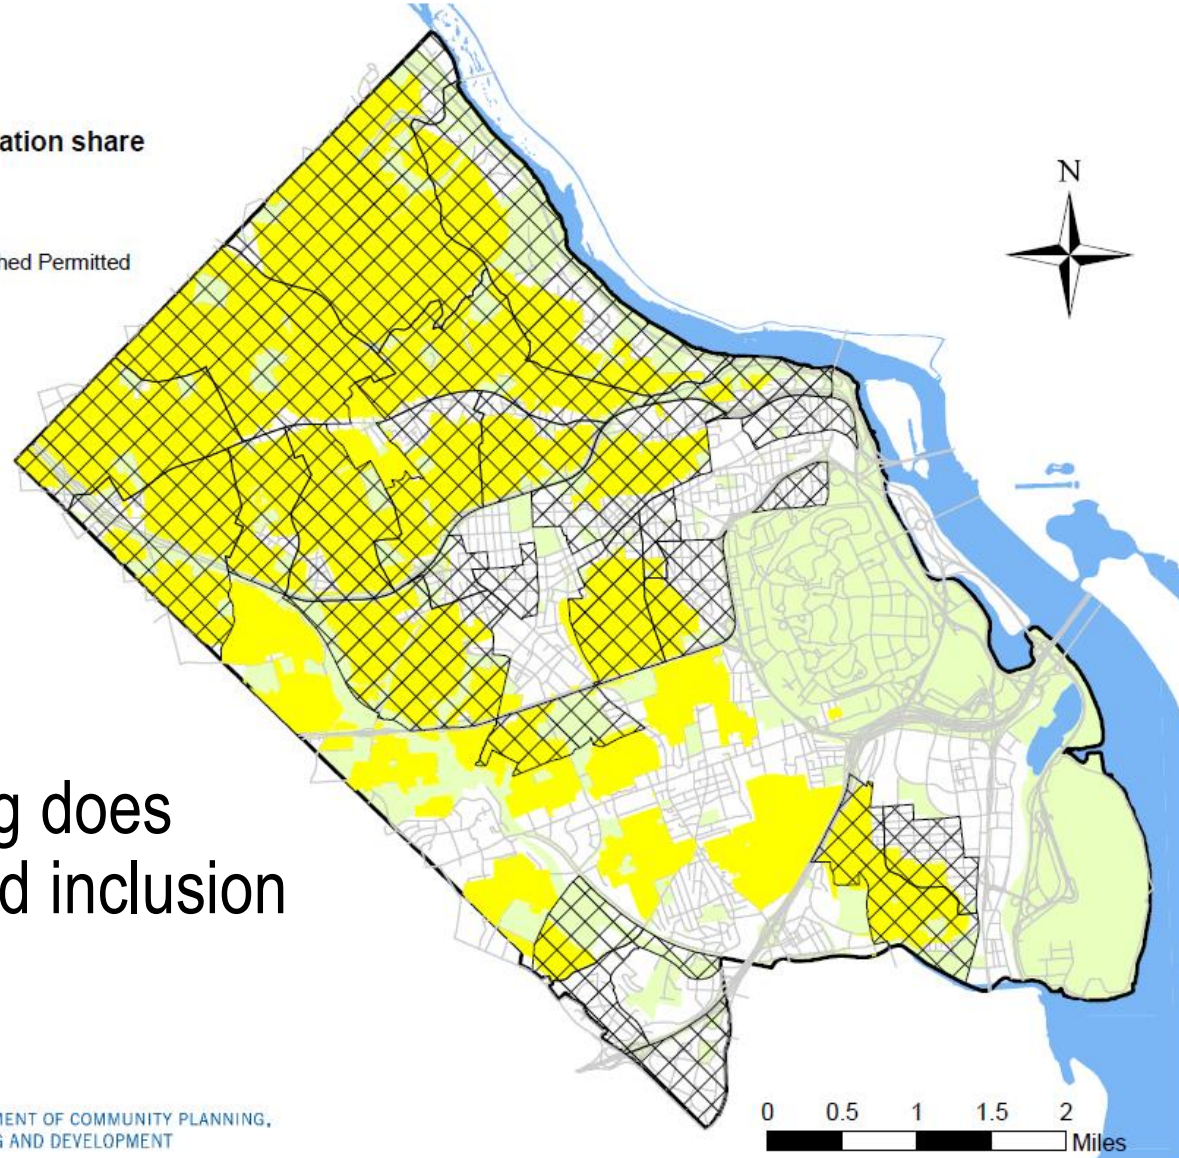 ation share
N
hed Permitted
g does
d inclusion
MENT OF COMMUNITY PLANNING,
G AND DEVELOPMENT
0 0.5 1 1.5 2
Miles